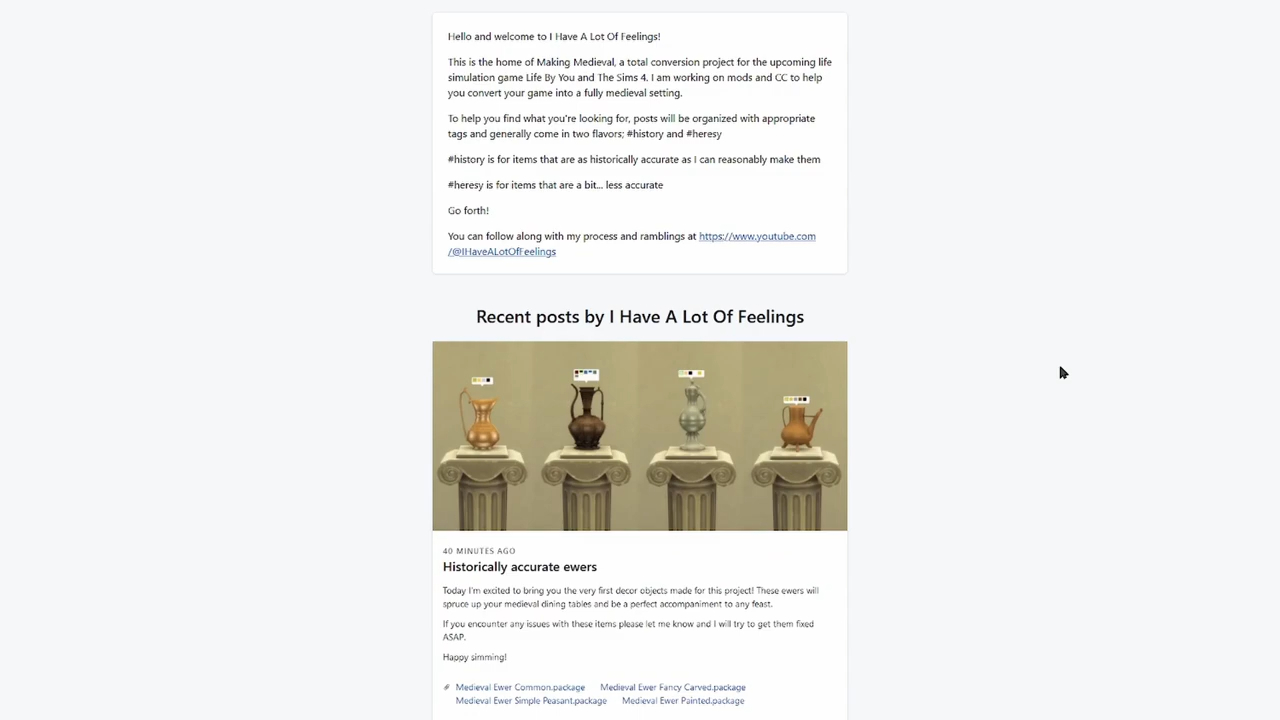 Hello and welcome to I Have A Lot Of Feelings!
This is the home of Making Medieval, a total conversion project for the upcoming life
simulation game Life By You and The Sims 4. I am working on mods and CC to help
you convert your game into a fully medieval setting.
To help you find what you're looking for, posts will be organized with appropriate
tags and generally come in two flavors; #history and #heresy
#history is for items that are as historically accurate as I can reasonably make them
#heresy is for items that are a bit... less accurate
Go forth!
You can follow along with my process and ramblings at https://www.youtube.com
/@IHaveALotOfFeelings
Recent posts by I Have A Lot Of Feelings
40 MINUTES AGO
Historically accurate ewers
Today I'm excited to bring you the very first decor objects made for this project! These ewers will
spruce up your medieval dining tables and be a perfect accompaniment to any feast.
If you encounter any issues with these items please let me know and I will try to get them fixed
ASAP.
Happy simming!
Medieval Ewer Common.package Medieval Ewer Fancy Carved.package
Medieval Ewer Simple Peasant.package Medieval Ewer Painted.package